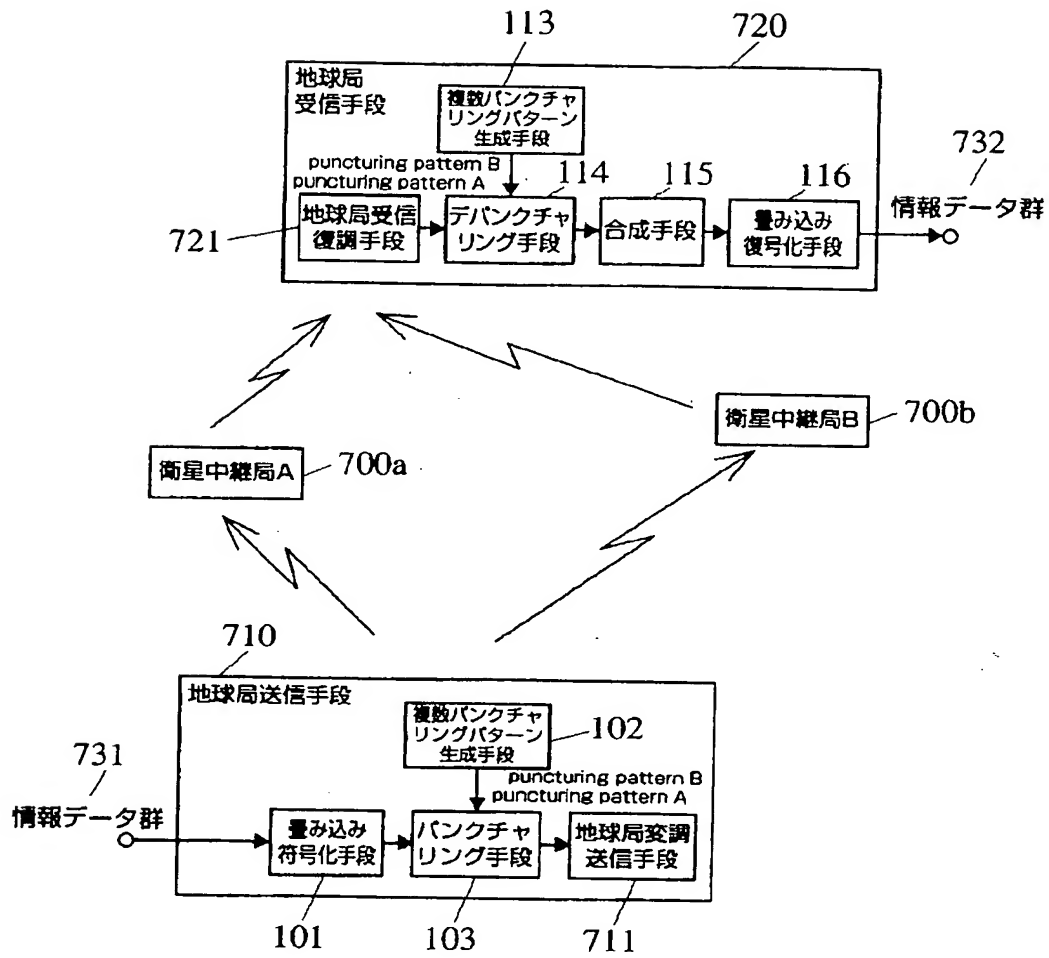 113
720
地球局
受信手段
複数パンクチャ
リングパターン
生成手段
puncturing pattern B
puncturing pattern A
114
115
116
732
情報データ群
721
地球局受信
復調手段
デパンクチャ
リング手段
合成手段
畳み込み
復号化手段
衛星中継局A
700a
衛星中継局B
700b
710
地球局送信手段
複数パンクチャ
リングパターン
生成手段
102
puncturing pattern B
puncturing pattern A
731
情報データ群
畳み込み
符号化手段
パンクチャ
リング手段
地球局変調
送信手段
101
103
711